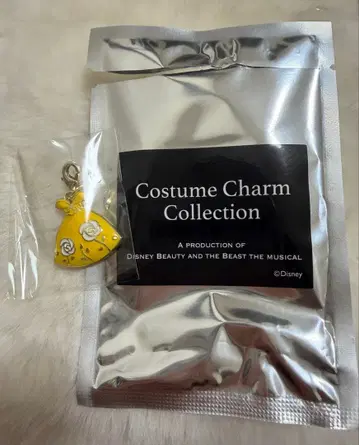 Costume Charm
Collection
A PRODUCTION OF
DISNEY BEAUTY AND THE BEAST THE MUSICAL
©Disney